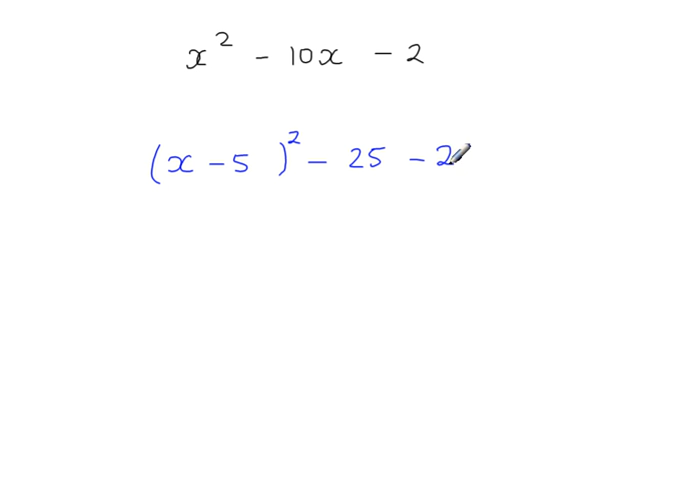 x² - 10x - 2
(x - 5 )² - 25 - 2